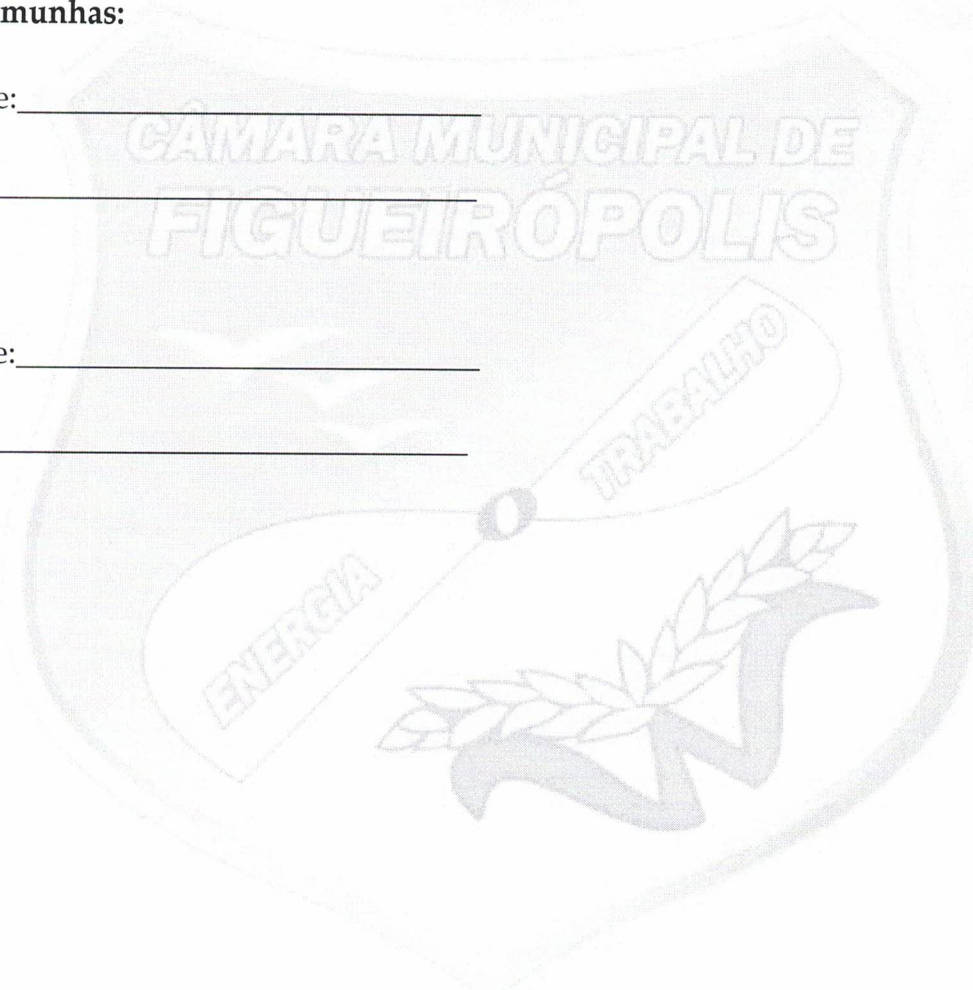 munhas:
e:
CÂMARA MUNICIPAL DE
FIGUEIRÓPOLIS
e:
TRABALHO
O
ENERGIA